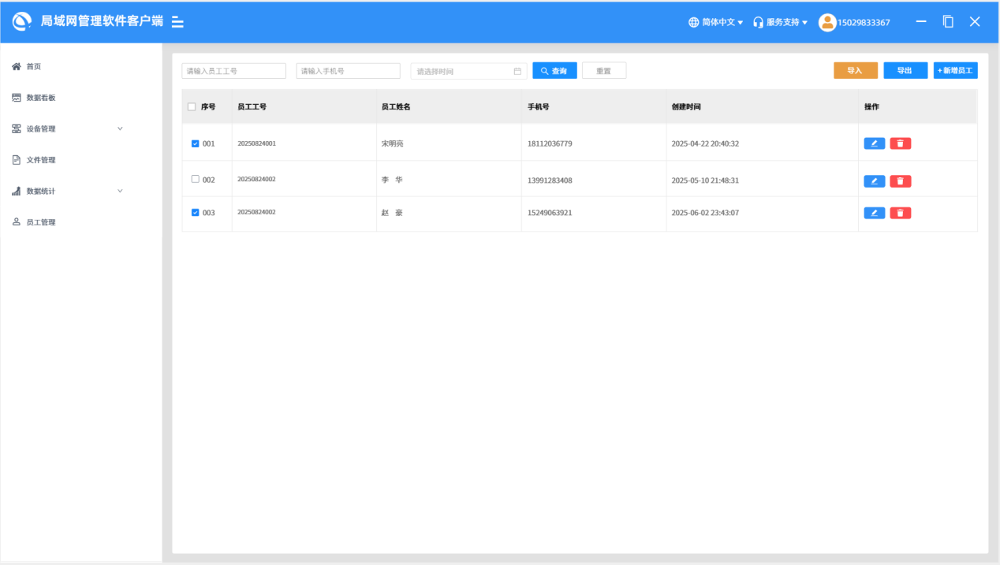 局域网管理软件客户端
简体中文 服务支持 15029833367
首页
数据看板
设备管理
文件管理
数据统计
员工管理
请输入员工工号 请输入手机号 请选择时间 查询 重置 导入 导出 +新增员工
序号 员工工号 员工姓名 手机号 创建时间 操作
001 20250824001 宋明亮 18112036779 2025-04-22 20:40:32
002 20250824002 李 华 13991283408 2025-05-10 21:48:31
003 20250824002 赵 豪 15249063921 2025-06-02 23:43:07